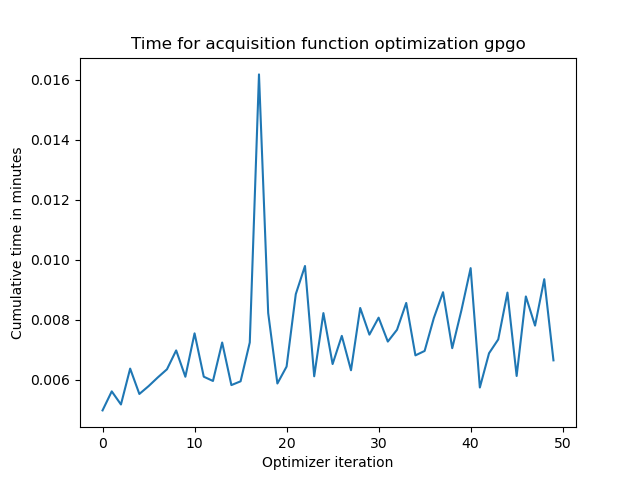 Time for acquisition function optimization gpgo
0.016
0.014
0.012
0.010
0.008
0.006
Cumulative time in minutes
0 10 20 30 40 50
Optimizer iteration